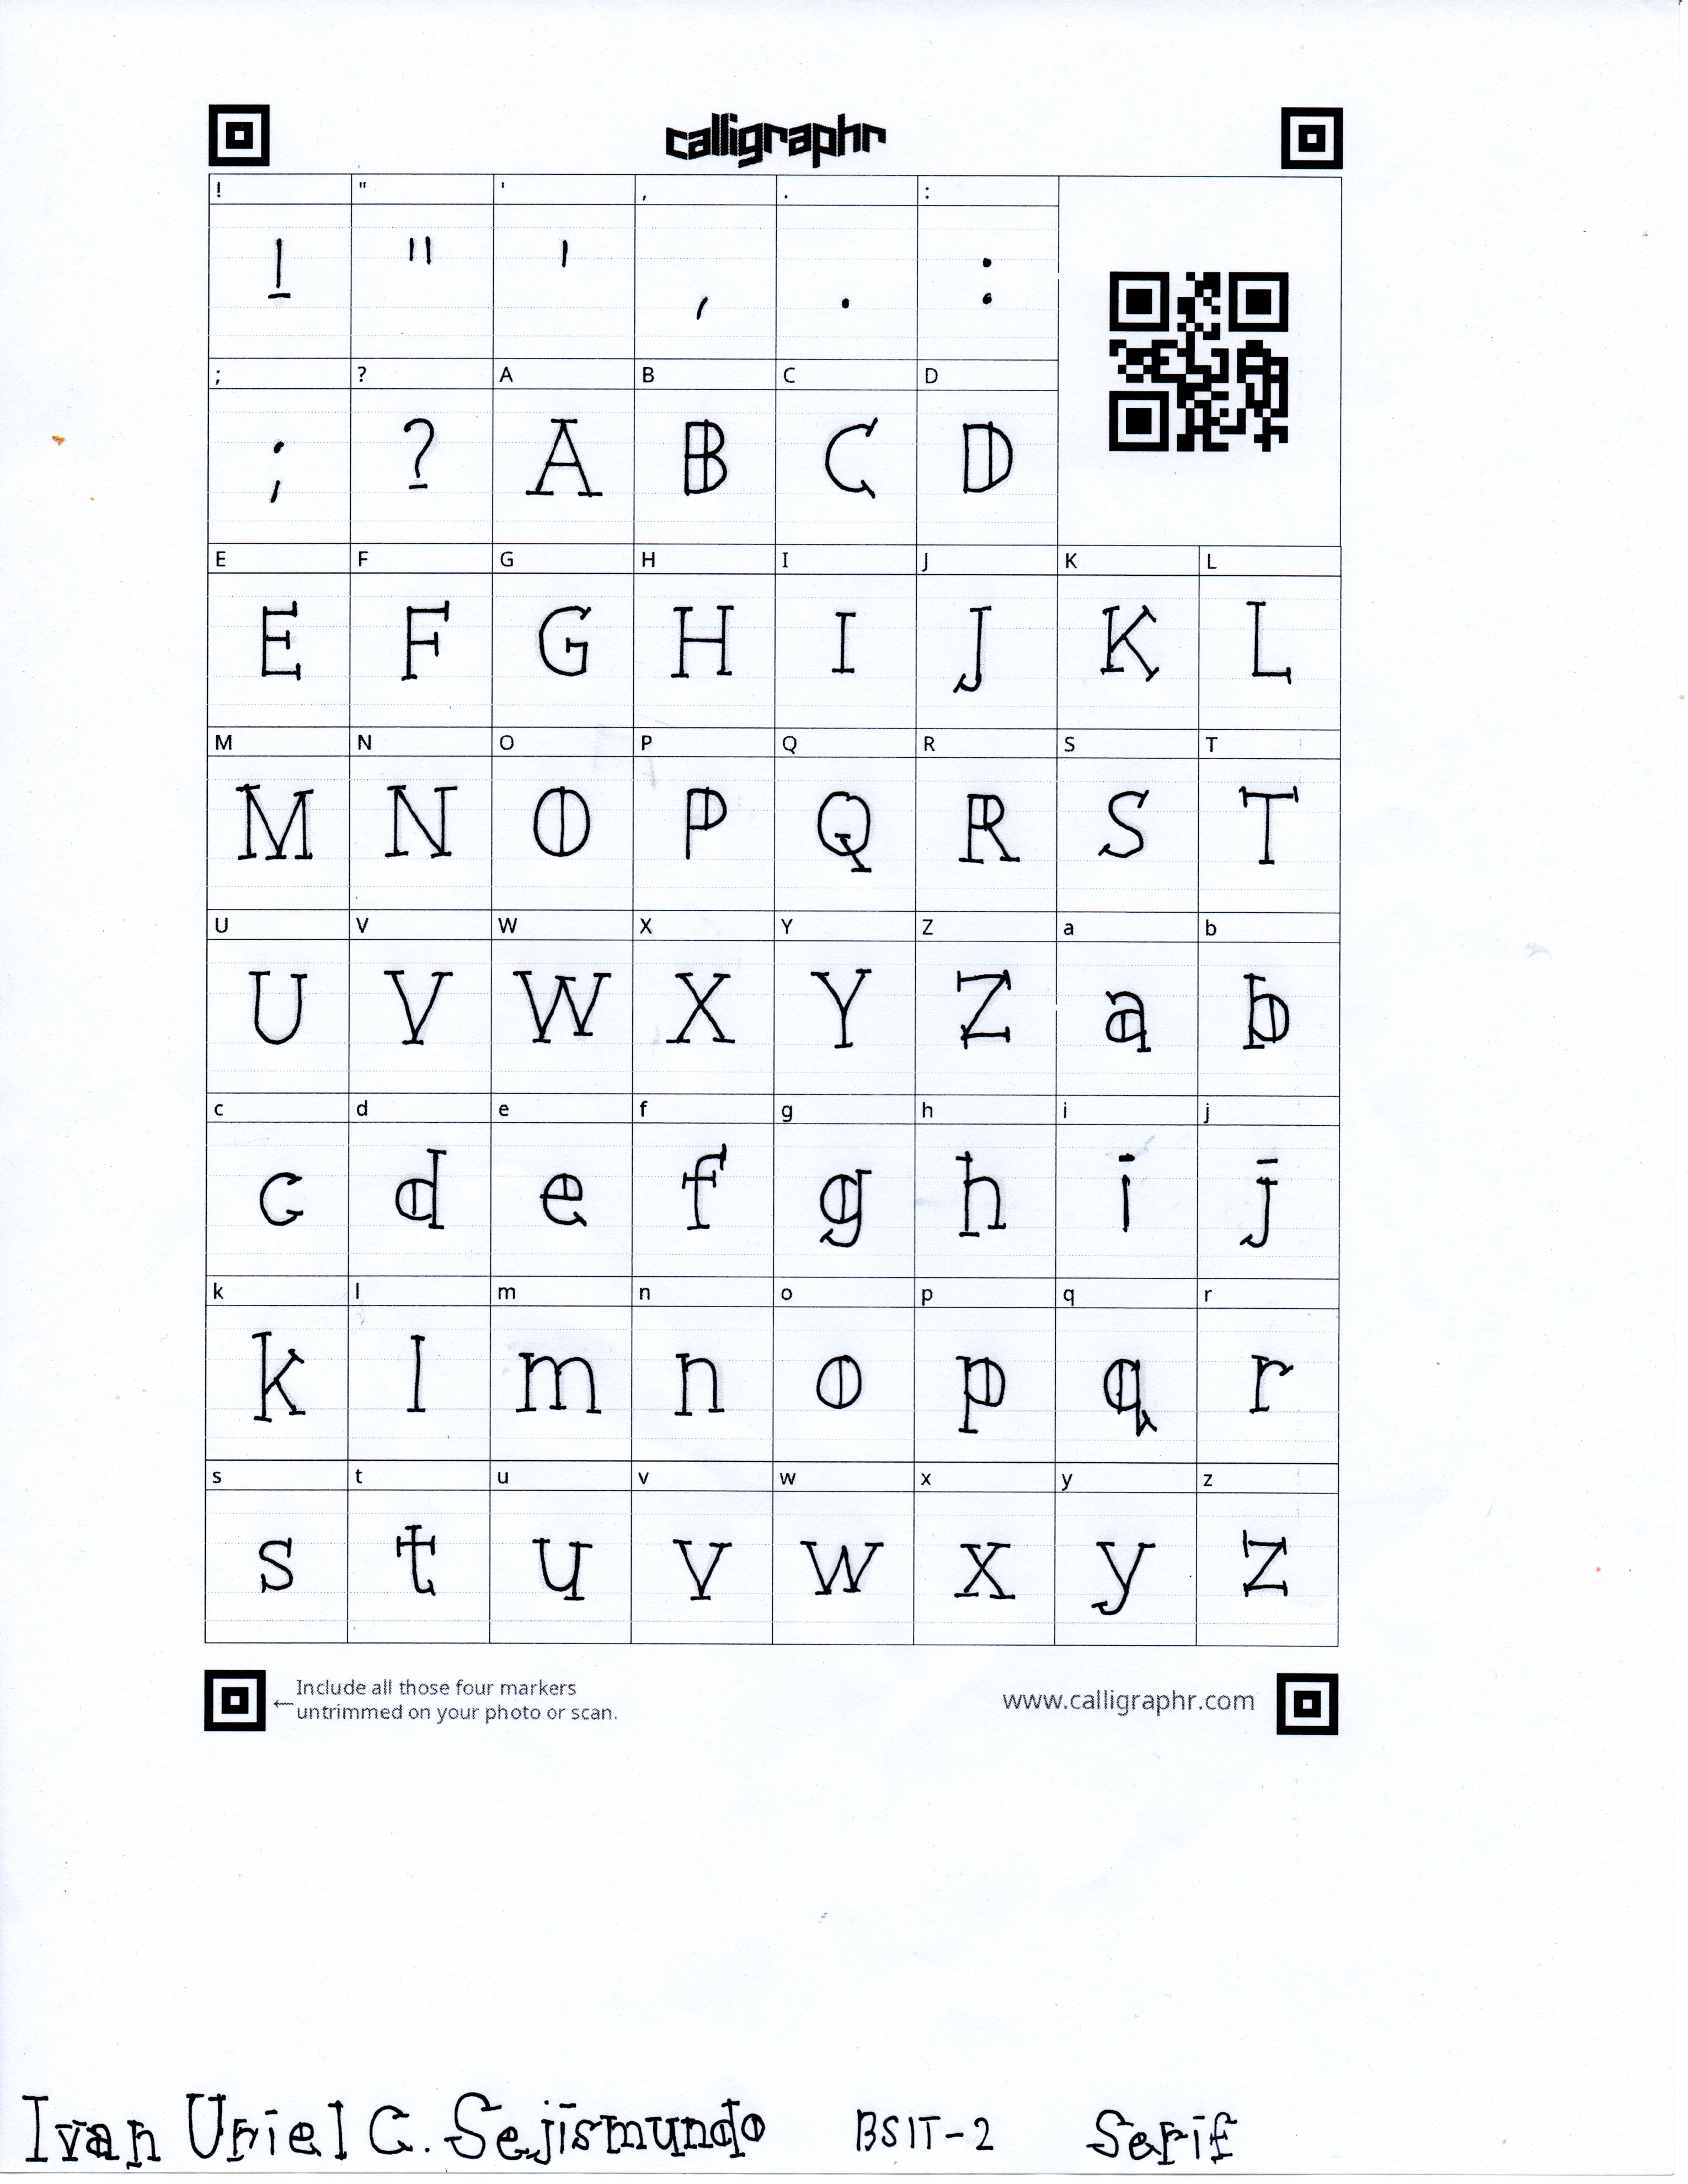 calligraphr
! " ' , . :
! " ' , . :
; ? A B C D
; ? A B C D
E F G H I J K L
E F G H I J K L
M N O P Q R S T
M N O P Q R S T
U V W X Y Z a b
U V W X Y Z a b
c d e f g h i j
c d e f g h i j
k l m n o p q r
k l m n o p q r
s t u v w x y z
s t u v w x y z
← Include all those four markers
untrimmed on your photo or scan.
www.calligraphr.com
Ivan Uriel C. Sejismundo BSIT-2 Serif